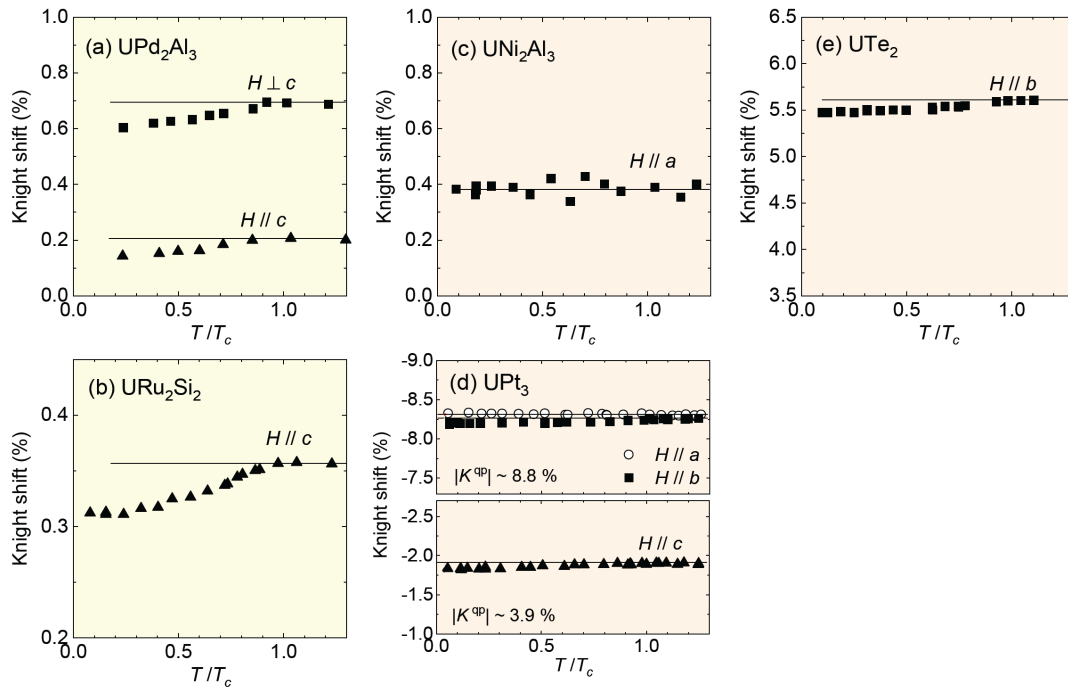 (a) UPd₂Al₃
H ⊥ c
H // c
Knight shift (%)
1.0
0.8
0.6
0.4
0.2
0.0
0.0 0.5 1.0
T /Tc
(c) UNi₂Al₃
H // a
Knight shift (%)
1.0
0.8
0.6
0.4
0.2
0.0
0.0 0.5 1.0
T /Tc
(e) UTe₂
H // b
Knight shift (%)
6.5
6.0
5.5
5.0
4.5
4.0
3.5
0.0 0.5 1.0
T /Tc
(b) URu₂Si₂
H // c
Knight shift (%)
0.4
0.3
0.2
0.0 0.5 1.0
T /Tc
(d) UPt₃
Knight shift (%)
-9.0
-8.5
-8.0
-7.5
H // a
H // b
|K^qp| ~ 8.8 %
-2.5
-2.0
-1.5
-1.0
H // c
|K^qp| ~ 3.9 %
0.0 0.5 1.0
T /Tc